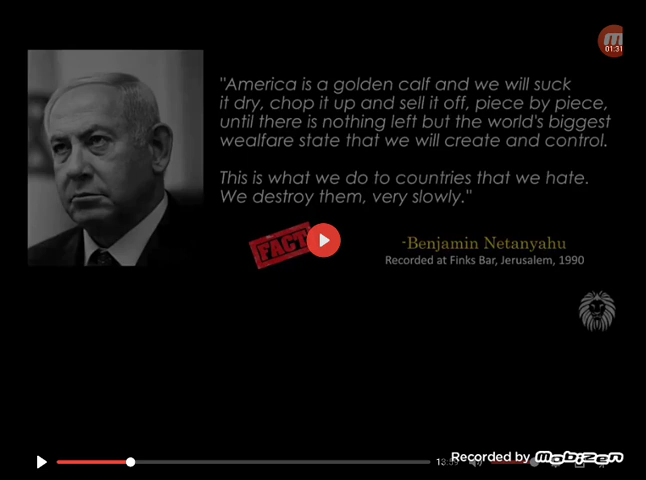 01:31
"America is a golden calf and we will suck
it dry, chop it up and sell it off, piece by piece,
until there is nothing left but the world's biggest
wealfare state that we will create and control.
This is what we do to countries that we hate.
We destroy them, very slowly."
FACT
-Benjamin Netanyahu
Recorded at Finks Bar, Jerusalem, 1990
Recorded by Mobizen